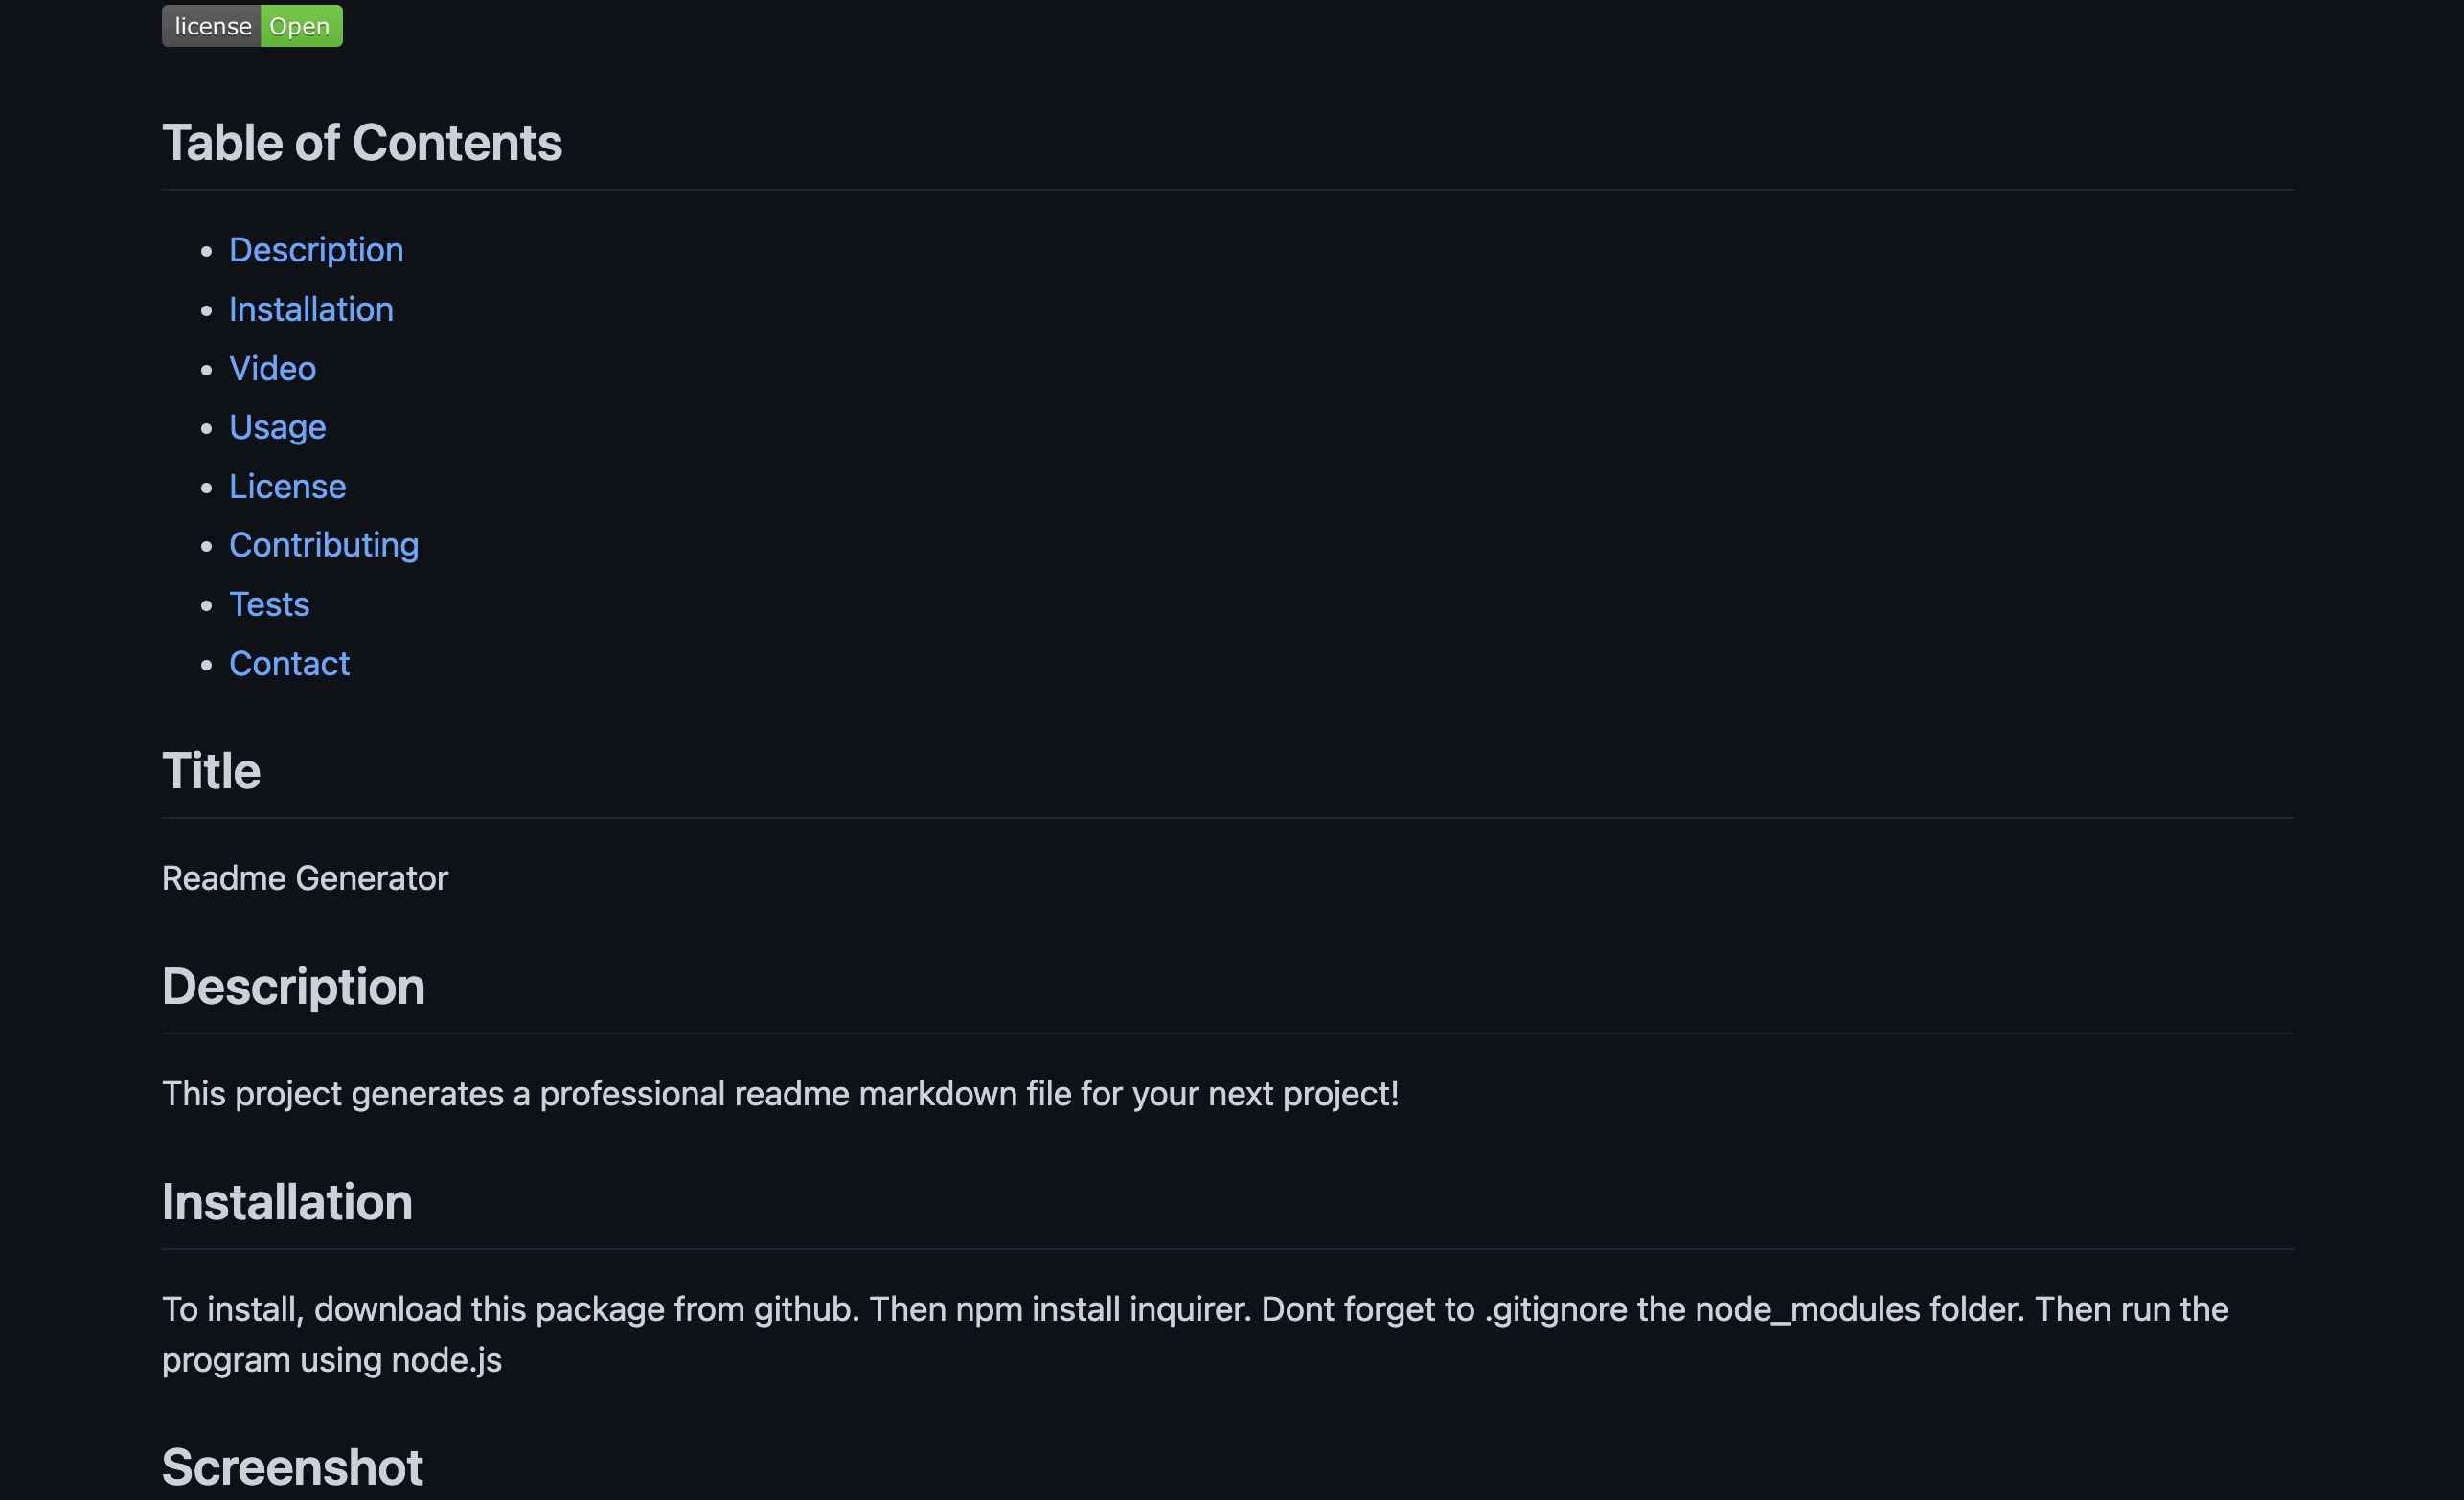 license Open
Table of Contents
Description
Installation
Video
Usage
License
Contributing
Tests
Contact
Title
Readme Generator
Description
This project generates a professional readme markdown file for your next project!
Installation
To install, download this package from github. Then npm install inquirer. Dont forget to .gitignore the node_modules folder. Then run the
program using node.js
Screenshot